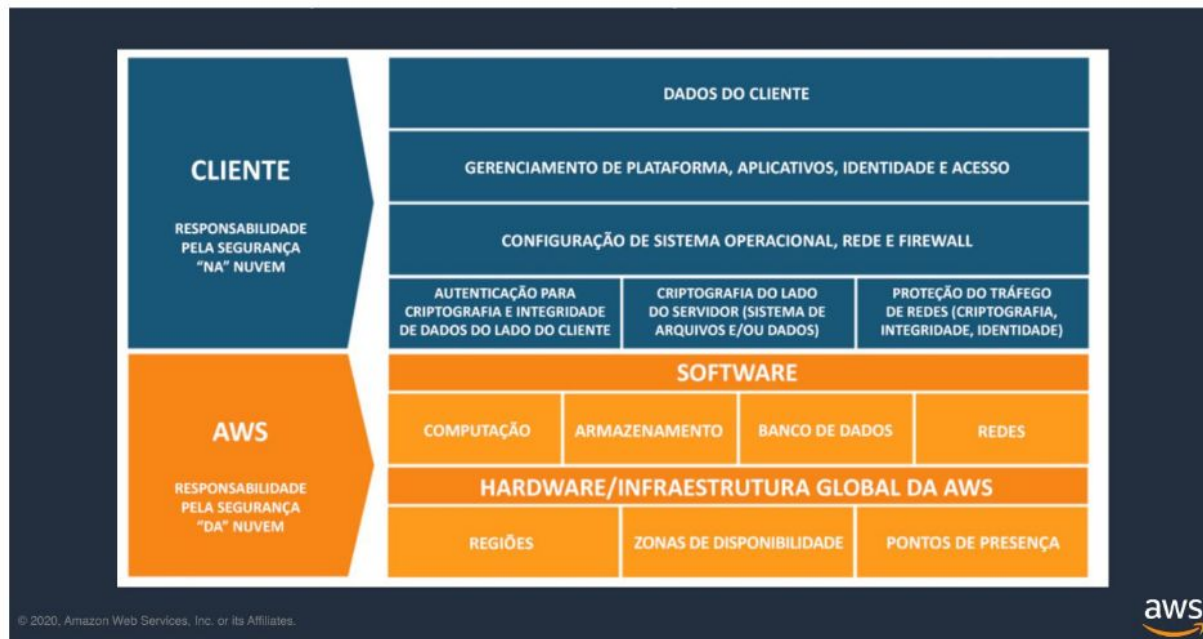 DADOS DO CLIENTE
CLIENTE
RESPONSABILIDADE
PELA SEGURANÇA
“NA” NUVEM
GERENCIAMENTO DE PLATAFORMA, APLICATIVOS, IDENTIDADE E ACESSO
CONFIGURAÇÃO DE SISTEMA OPERACIONAL, REDE E FIREWALL
AUTENTICAÇÃO PARA
CRIPTOGRAFIA E INTEGRIDADE
DE DADOS DO LADO DO CLIENTE
CRIPTOGRAFIA DO LADO
DO SERVIDOR (SISTEMA DE
ARQUIVOS E/OU DADOS)
PROTEÇÃO DO TRÁFEGO
DE REDES (CRIPTOGRAFIA,
INTEGRIDADE, IDENTIDADE)
AWS
RESPONSABILIDADE
PELA SEGURANÇA
“DA” NUVEM
SOFTWARE
COMPUTAÇÃO
ARMAZENAMENTO
BANCO DE DADOS
REDES
HARDWARE/INFRAESTRUTURA GLOBAL DA AWS
REGIÕES
ZONAS DE DISPONIBILIDADE
PONTOS DE PRESENÇA
© 2020, Amazon Web Services, Inc. or its Affiliates.
aws